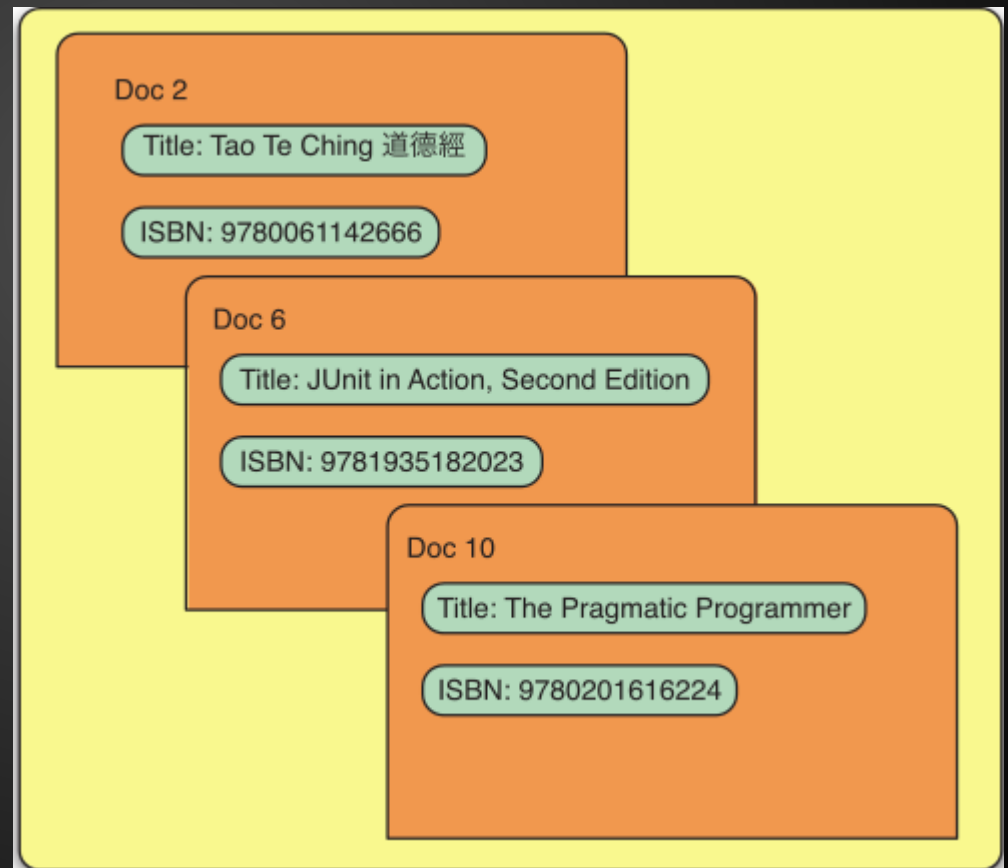 Doc 2
Title: Tao Te Ching 道德經
ISBN: 9780061142666
Doc 6
Title: JUnit in Action, Second Edition
ISBN: 9781935182023
Doc 10
Title: The Pragmatic Programmer
ISBN: 9780201616224